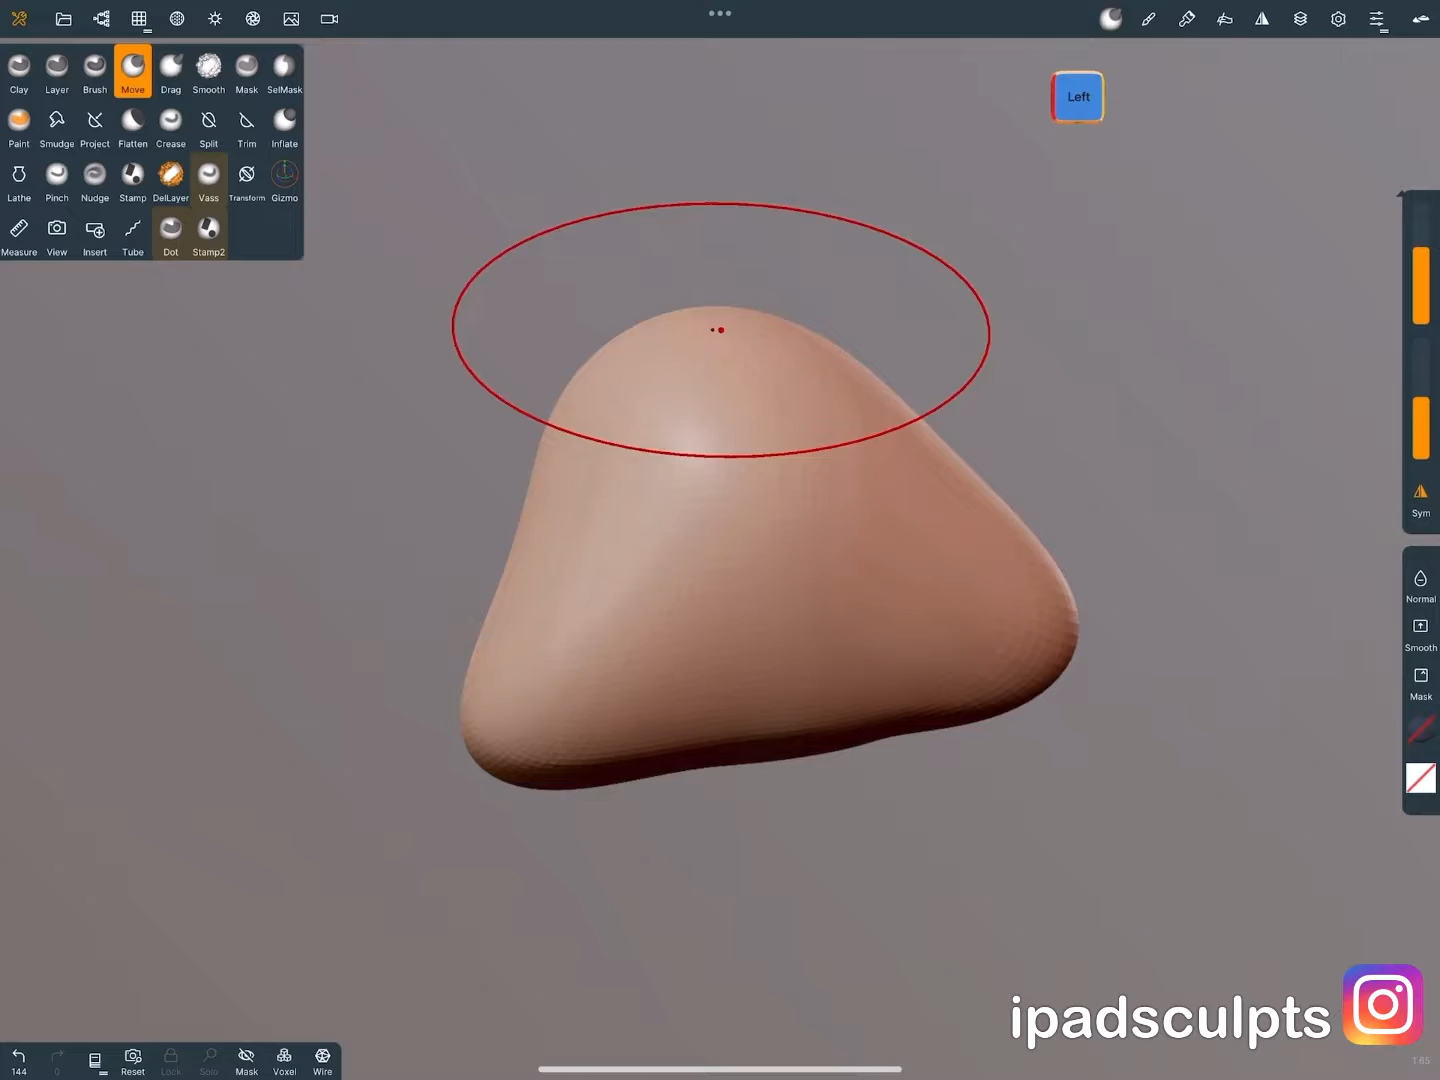 Left
Clay Layer Brush Move Drag Smooth Mask SelMask
Paint Smudge Project Flatten Crease Split Trim Inflate
Lathe Pinch Nudge Stamp DelLayer Vass Transform Gizmo
Measure View Insert Tube Dot Stamp2
Sym
Normal
Smooth
Mask
ipadsculpts
144 0 Reset Lock Solo Mask Voxel Wire